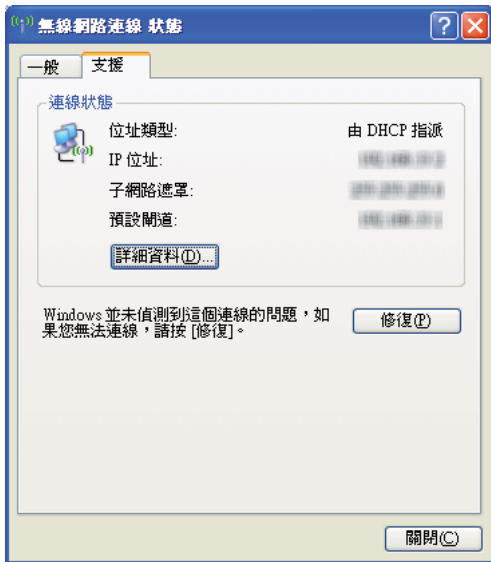 無線網路連線 狀態
一般 支援
連線狀態
位址類型: 由 DHCP 指派
IP 位址:
子網路遮罩:
預設閘道:
詳細資料(D)...
Windows 並未偵測到這個連線的問題，如
果您無法連線，請按 [修復]。
修復(P)
關閉(C)